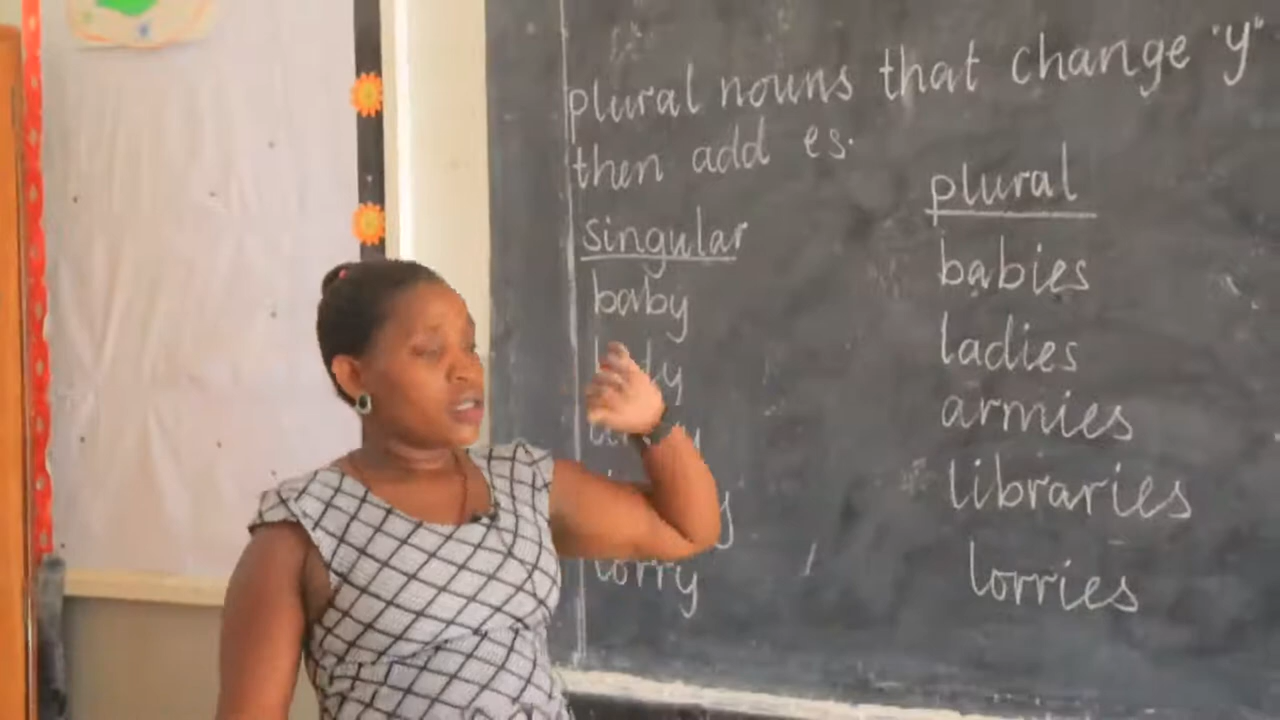 plural nouns that change "y"
then add es.
singular plural
baby babies
ladies
armies
libraries
lorry lorries